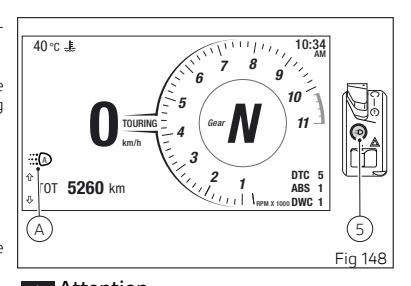 40 °C
10:34
AM
6 7 8 9
5 10
4 11
3 2 1
0
TOURING
km/h
Gear N
A
TOT 5260 km
RPM X 1000
DTC 5
ABS 1
DWC 1
A
5
Fig 148
Attention
e
g
e